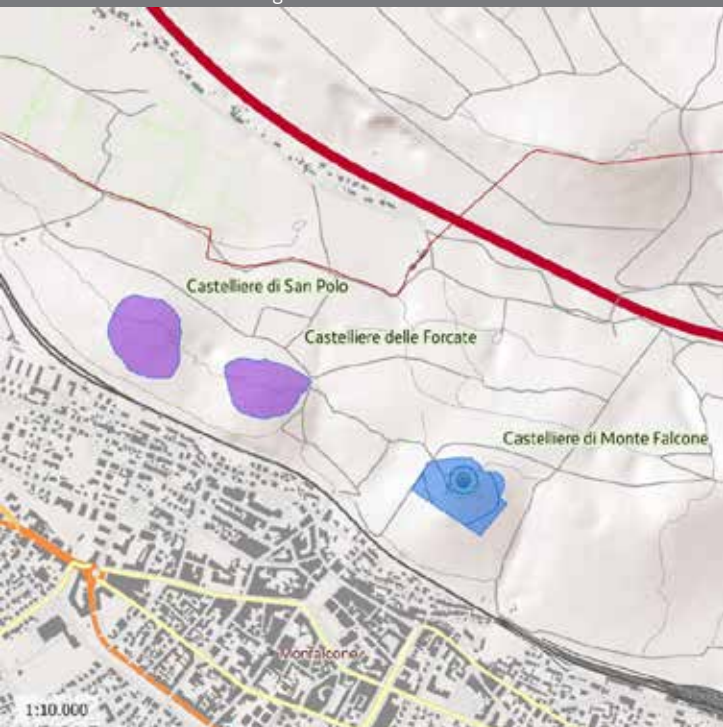 Castelliere di San Polo
Castelliere delle Forcate
Castelliere di Monte Falcone
Monfalcone
1:10.000